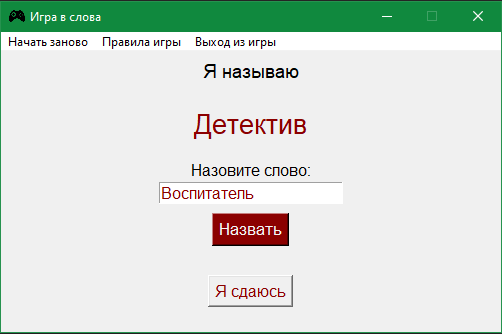 Игра в слова
Начать заново Правила игры Выход из игры
Я называю
Детектив
Назовите слово:
Воспитатель
Назвать
Я сдаюсь